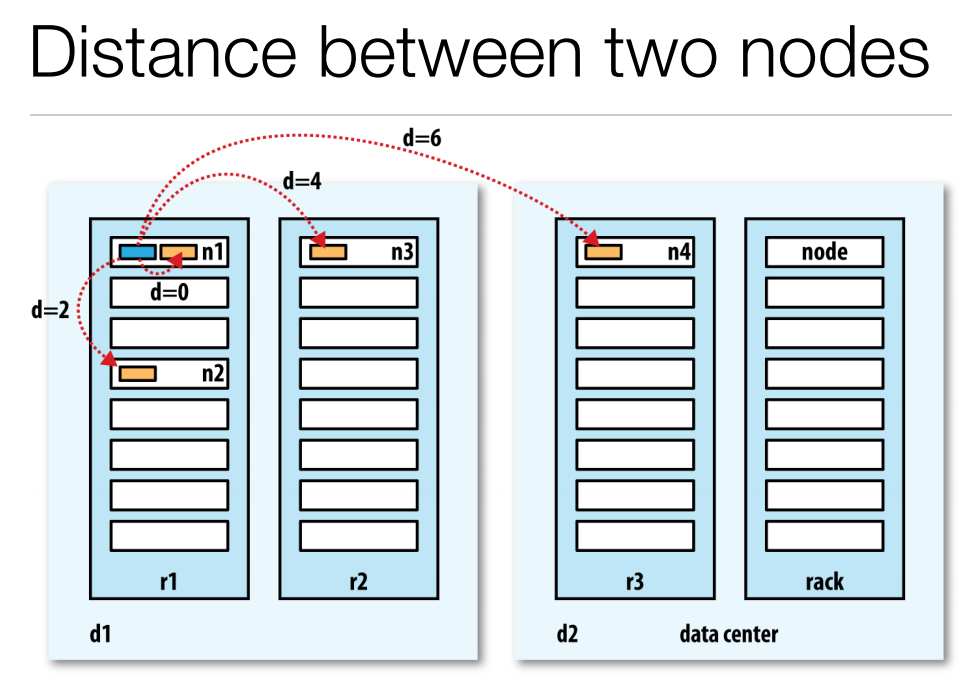 Distance between two nodes
d=6
d=4
n1
n3
n4
node
d=0
d=2
n2
r1
r2
r3
rack
d1
d2
data center